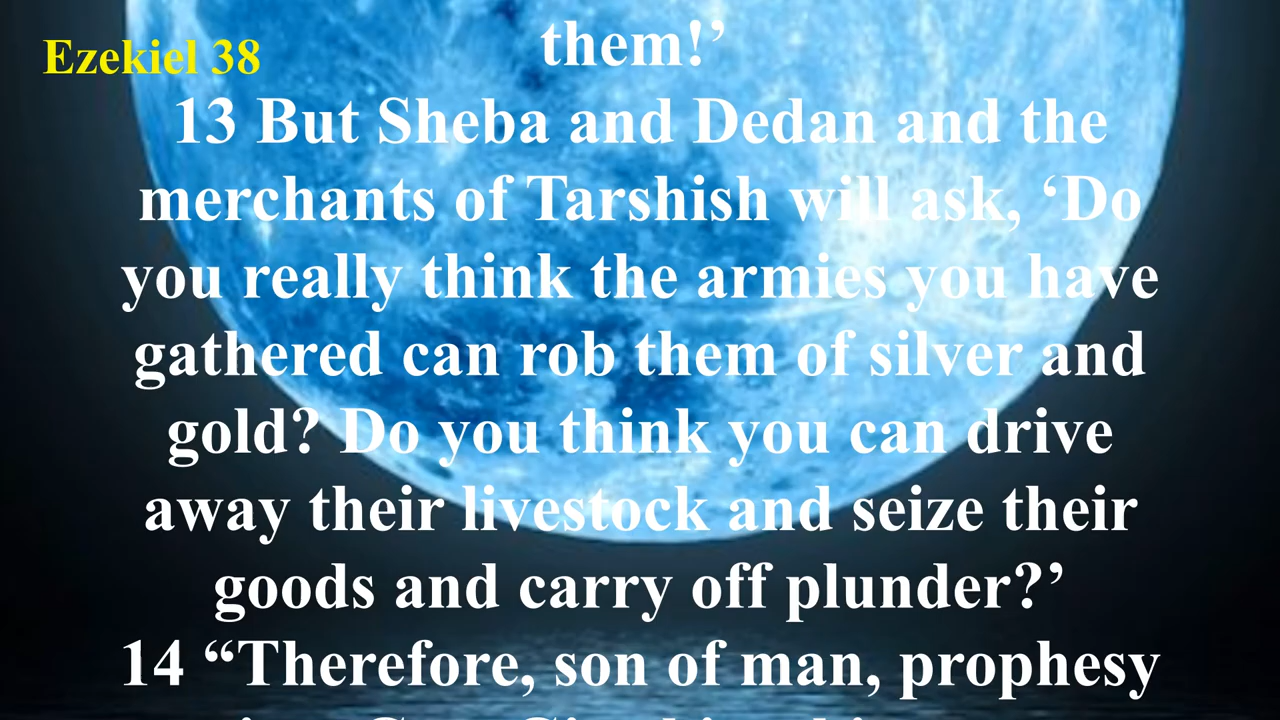 Ezekiel 38
them!’
13 But Sheba and Dedan and the
merchants of Tarshish will ask, ‘Do
you really think the armies you have
gathered can rob them of silver and
gold? Do you think you can drive
away their livestock and seize their
goods and carry off plunder?’
14 “Therefore, son of man, prophesy